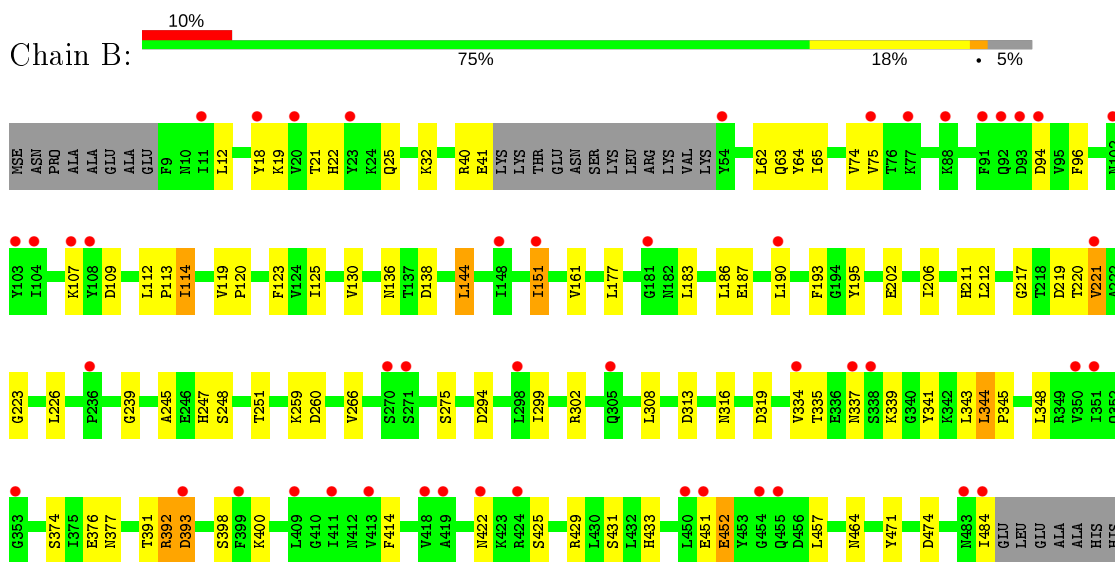 10%
Chain B:
75% 18% • 5%
MSE ASN PRO ALA ALA GLU ALA GLU F9 N10 I11 L12 Y18 K19 V20 T21 H22 Y23 K24 Q25 K32 R40 E41 LYS LYS THR GLU ASN SER LYS LEU ARG LYS VAL LYS Y54 L62 Q63 Y64 I65 V74 V75 T76 K77 K88 F91 Q92 D93 D94 V95 F96 N102
Y103 I104 K107 Y108 D109 L112 P113 I114 V119 P120 F123 V124 I125 V130 N136 T137 D138 L144 I148 I151 V161 L177 G181 N182 L183 L186 E187 L190 F193 G194 Y195 E202 I206 H211 L212 G217 T218 D219 T220 V221 A222
G223 L226 P236 G239 A245 E246 H247 S248 T251 K259 D260 V266 S270 S271 S275 D294 L298 I299 R302 Q305 L308 D313 N316 D319 V334 T335 E336 N337 S338 K339 G340 Y341 K342 L343 L344 P345 L348 R349 V350 I351 Q352
G353 S374 I375 E376 N377 T391 R392 D393 S398 F399 K400 L409 G410 I411 N412 V413 F414 V418 A419 N422 K423 R424 S425 R429 L430 S431 L432 H433 L450 E451 E452 Y453 G454 Q455 D456 L457 N464 Y471 D474 N483 I484 GLU LEU GLU ALA ALA HIS HIS